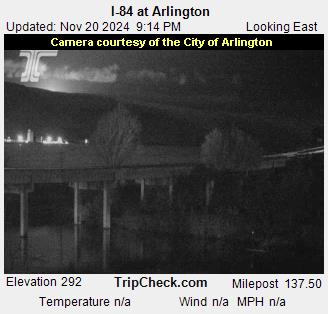 I-84 at Arlington
Updated: Nov 20 2024 9:14 PM Looking East
Camera courtesy of the City of Arlington
Elevation 292 TripCheck.com Milepost 137.50
Temperature n/a Wind n/a MPH n/a